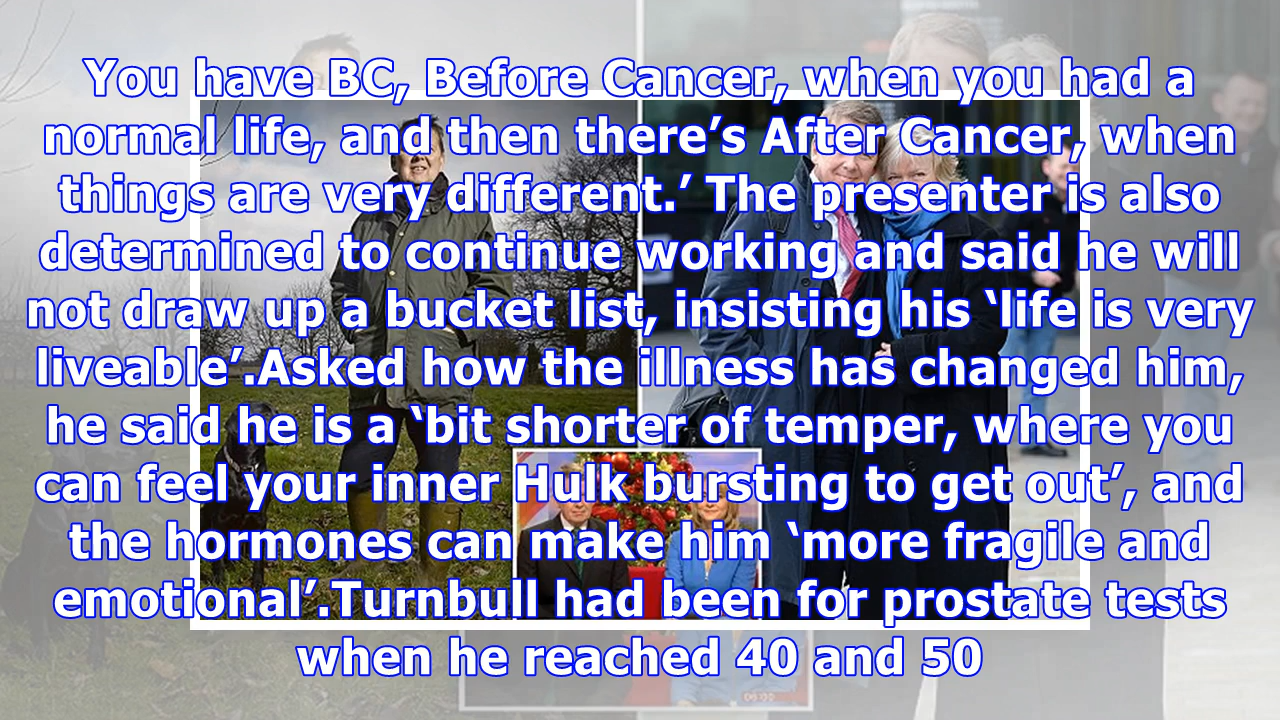 You have BC, Before Cancer, when you had a
normal life, and then there’s After Cancer, when
things are very different.’ The presenter is also
determined to continue working and said he will
not draw up a bucket list, insisting his ‘life is very
liveable’.Asked how the illness has changed him,
he said he is a ‘bit shorter of temper, where you
can feel your inner Hulk bursting to get out’, and
the hormones can make him ‘more fragile and
emotional’.Turnbull had been for prostate tests
when he reached 40 and 50